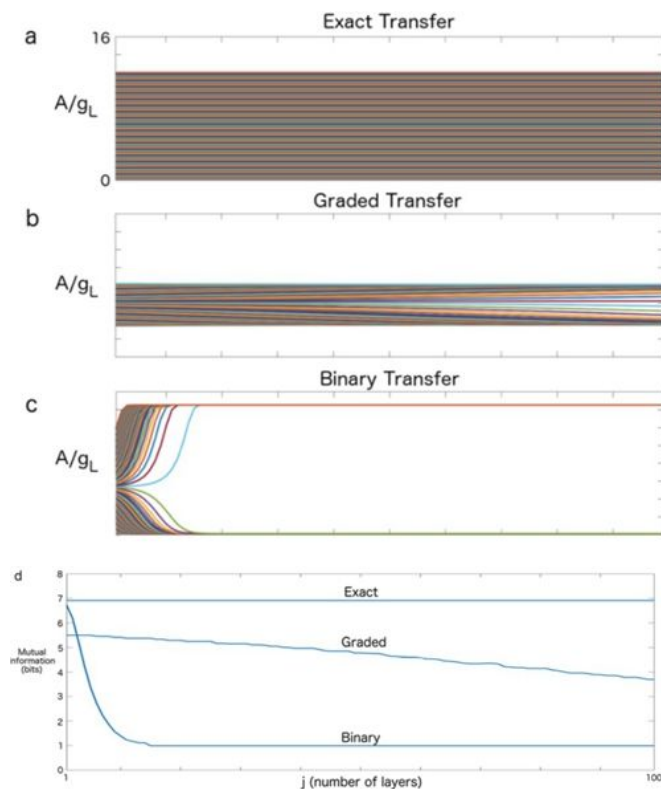 a
Exact Transfer
16
A/gL
0
b
Graded Transfer
A/gL
c
Binary Transfer
A/gL
d
8
7
Exact
6
Graded
5
Mutual
information
(bits)
4
3
2
Binary
1
0
1
j (number of layers)
100